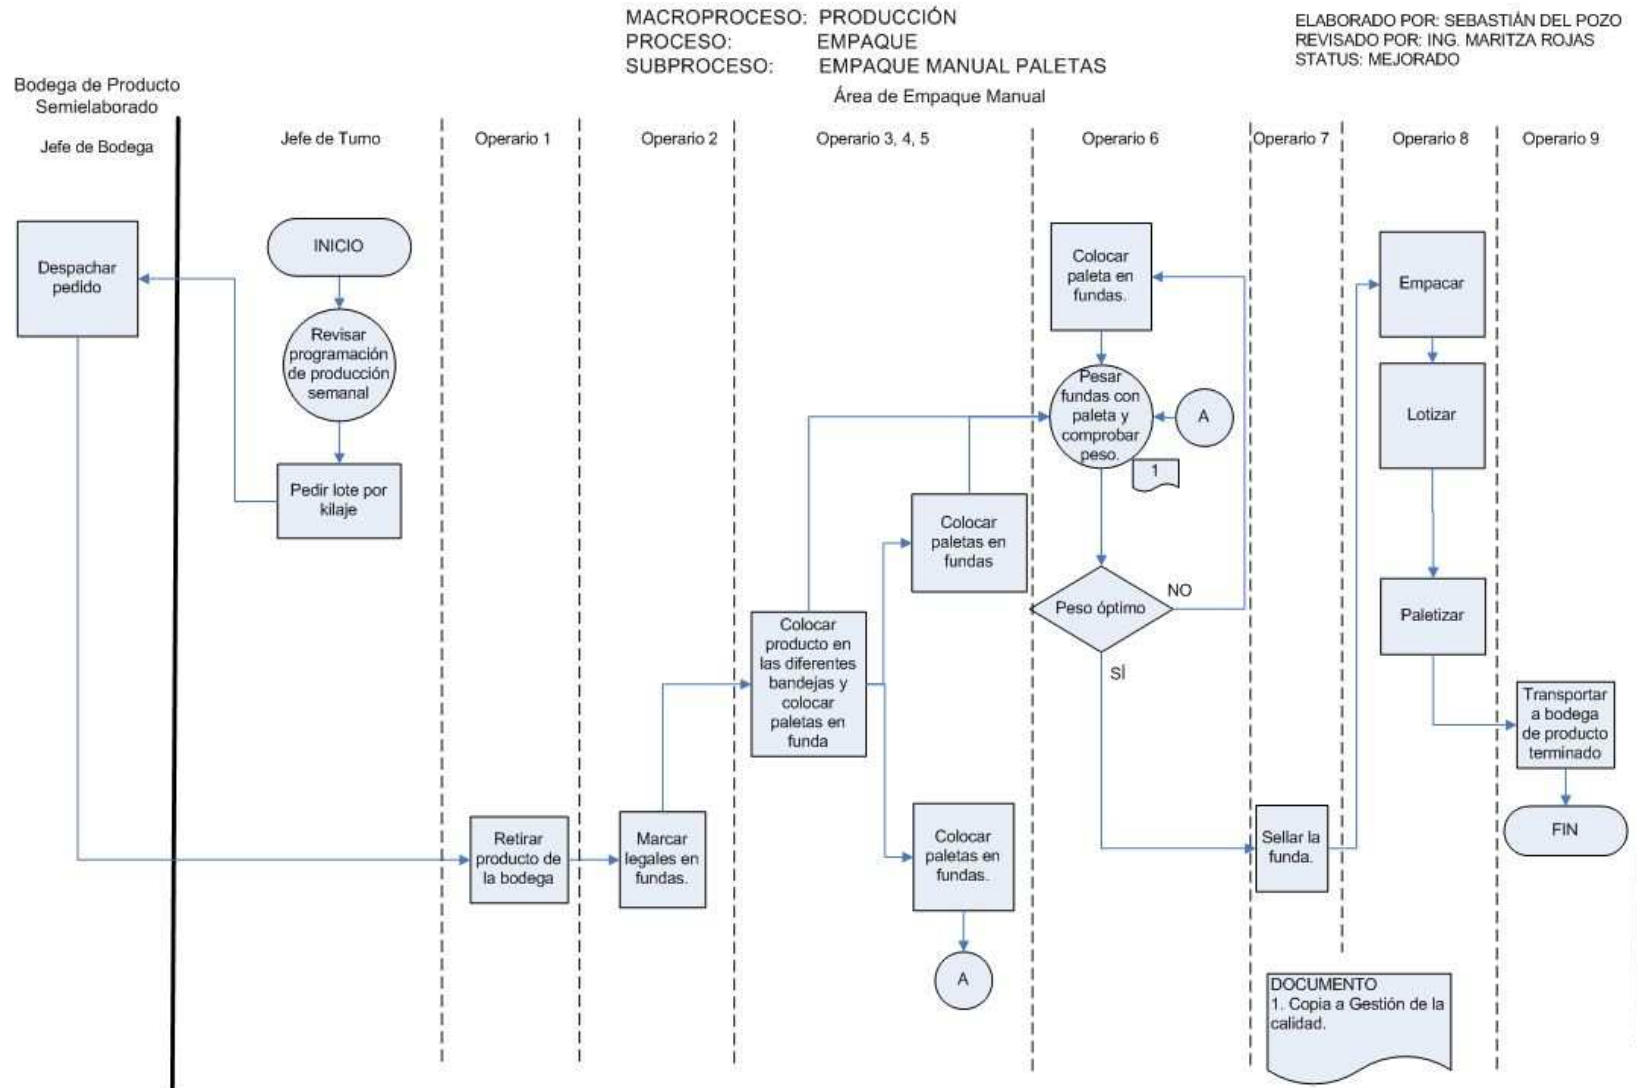 MACROPROCESO: PRODUCCIÓN
PROCESO: EMPAQUE
SUBPROCESO: EMPAQUE MANUAL PALETAS
ELABORADO POR: SEBASTIÁN DEL POZO
REVISADO POR: ING. MARITZA ROJAS
STATUS: MEJORADO
Bodega de Producto
Semielaborado
Área de Empaque Manual
Jefe de Bodega
Jefe de Turno
Operario 1
Operario 2
Operario 3, 4, 5
Operario 6
Operario 7
Operario 8
Operario 9
Despachar
pedido
INICIO
Revisar
programación
de producción
semanal
Pedir lote por
kilaje
Retirar
producto de
la bodega
Marcar
legales en
fundas.
Colocar
producto en
las diferentes
bandejas y
colocar
paletas en
funda
Colocar
paletas en
fundas
Colocar
paletas en
fundas.
A
Colocar
paleta en
fundas.
Pesar
fundas con
paleta y
comprobar
peso.
A
1
Peso óptimo
NO
SÍ
Sellar la
funda.
Empacar
Lotizar
Paletizar
Transportar
a bodega
de producto
terminado
FIN
DOCUMENTO
1. Copia a Gestión de la
calidad.